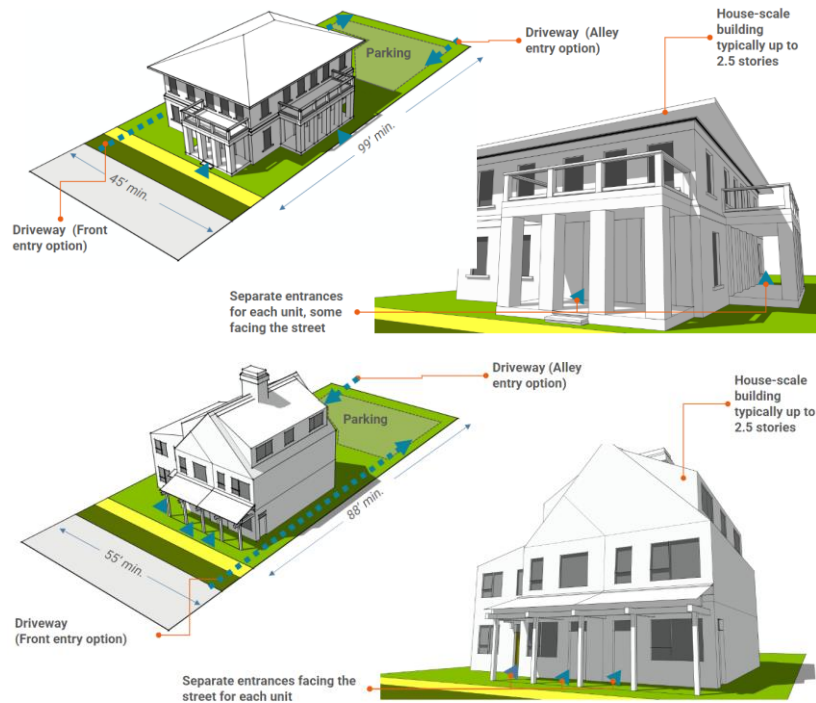 House-scale
building
typically up to
2.5 stories
Driveway (Alley
entry option)
Parking
99' min.
45' min.
Driveway (Front
entry option)
Separate entrances
for each unit, some
facing the street
Driveway (Alley
entry option)
House-scale
building
typically up to
2.5 stories
Parking
88' min.
55' min.
Driveway
(Front entry option)
Separate entrances facing the
street for each unit